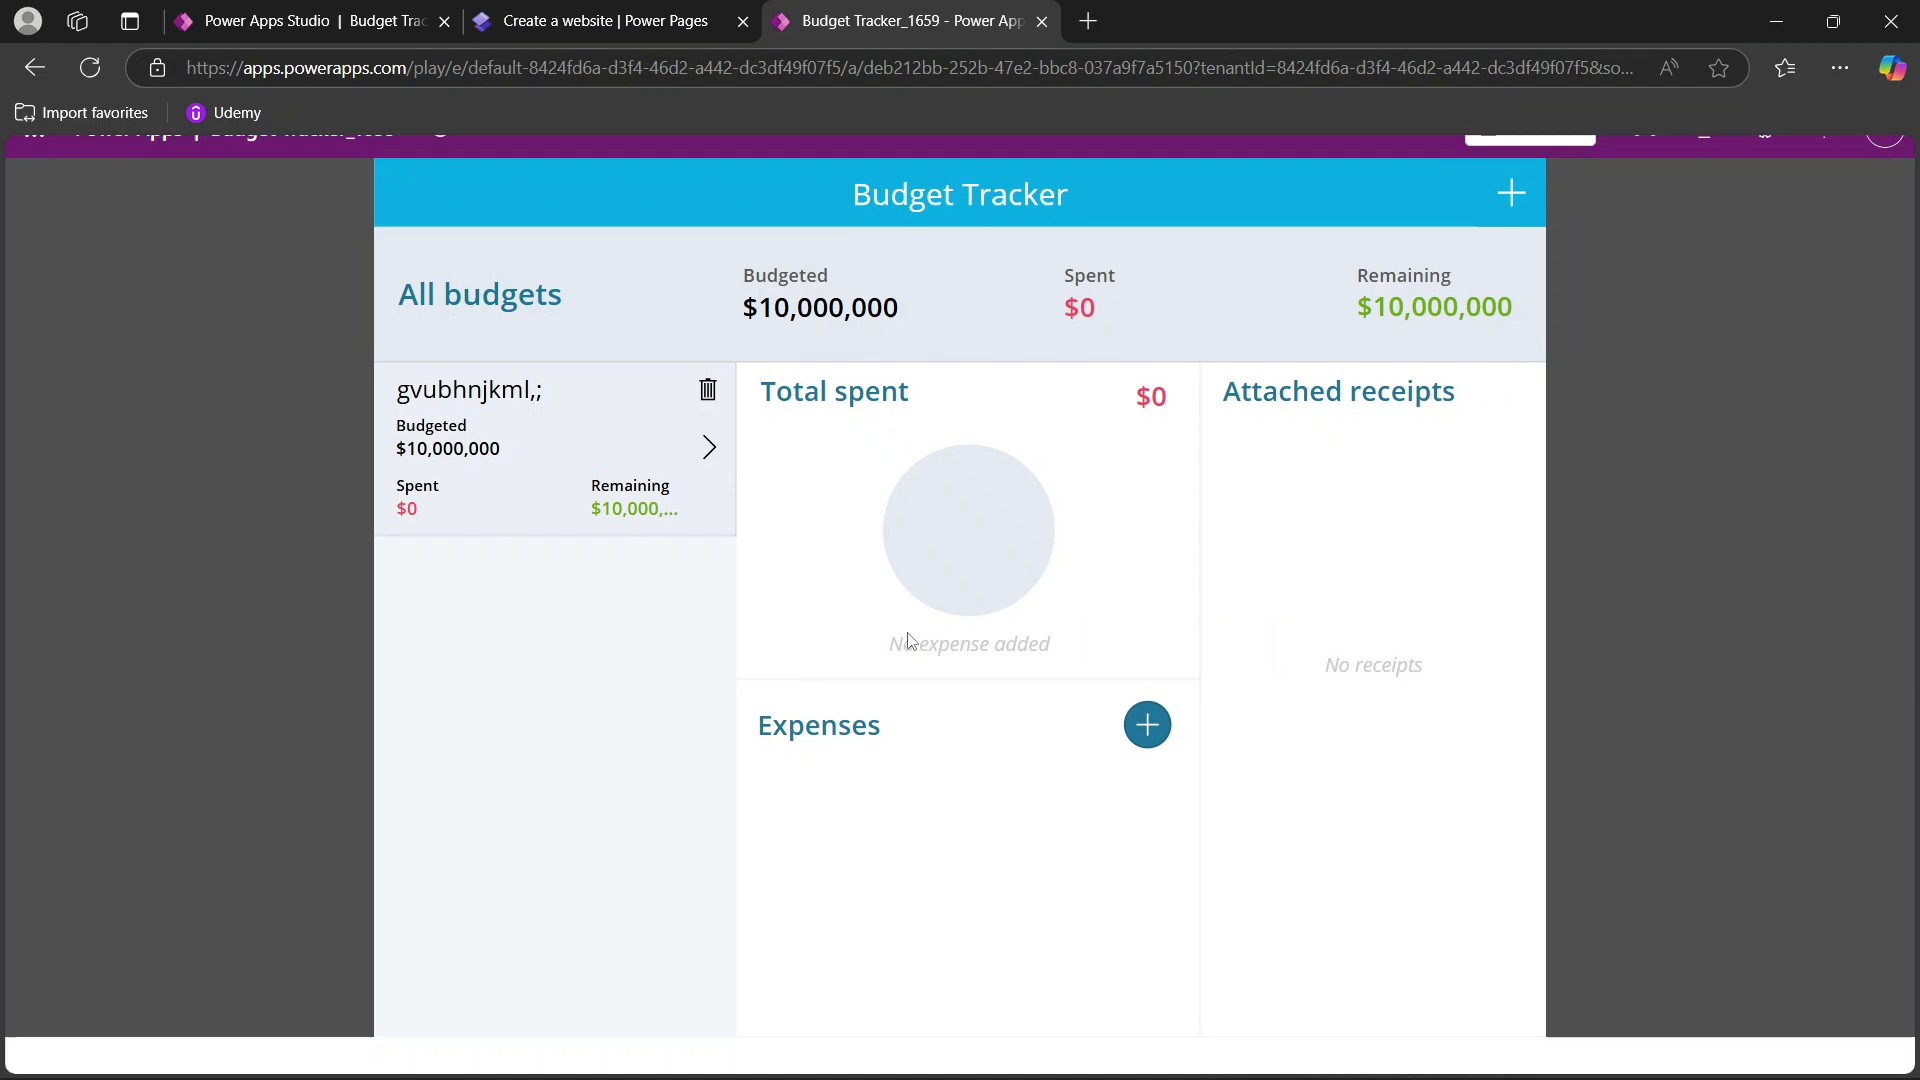 Power Apps Studio | Budget Trac
Create a website | Power Pages
Budget Tracker_1659 - Power App
https://apps.powerapps.com/play/e/default-8424fd6a-d3f4-46d2-a442-dc3df49f07f5/a/deb212bb-252b-47e2-bbc8-037a9f7a5150?tenantId=8424fd6a-d3f4-46d2-a442-dc3df49f07f5&so...
Import favorites
Udemy
Budget Tracker
All budgets
Budgeted
$10,000,000
Spent
$0
Remaining
$10,000,000
gvubhnjkml,;
Budgeted
$10,000,000
Spent
$0
Remaining
$10,000,...
Total spent
$0
No expense added
Expenses
Attached receipts
No receipts